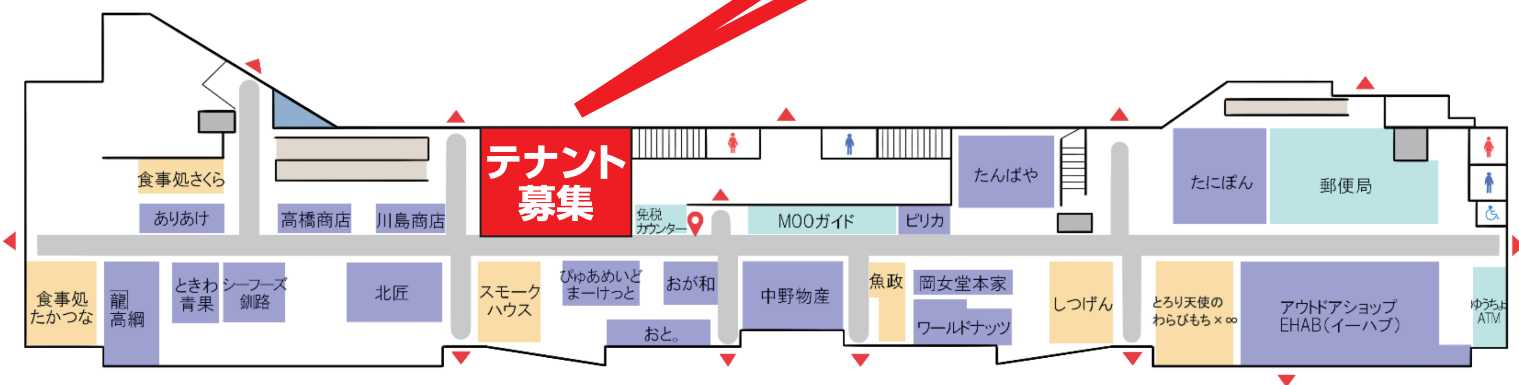 テナント
募集
食事処さくら
ありあけ
高橋商店
川島商店
免税
カウンター
MOOガイド
ピリカ
たんばや
たにぽん
郵便局
食事処
たかつな
龍
高綱
ときわ
青果
シーフーズ
釧路
北匠
スモーク
ハウス
ぴゅあめいど
まーけっと
おが和
おと。
中野物産
魚政
岡女堂本家
ワールドナッツ
しつげん
とろり天使の
わらびもち×∞
アウトドアショップ
EHAB(イーハブ)
ゆうちょ
ATM